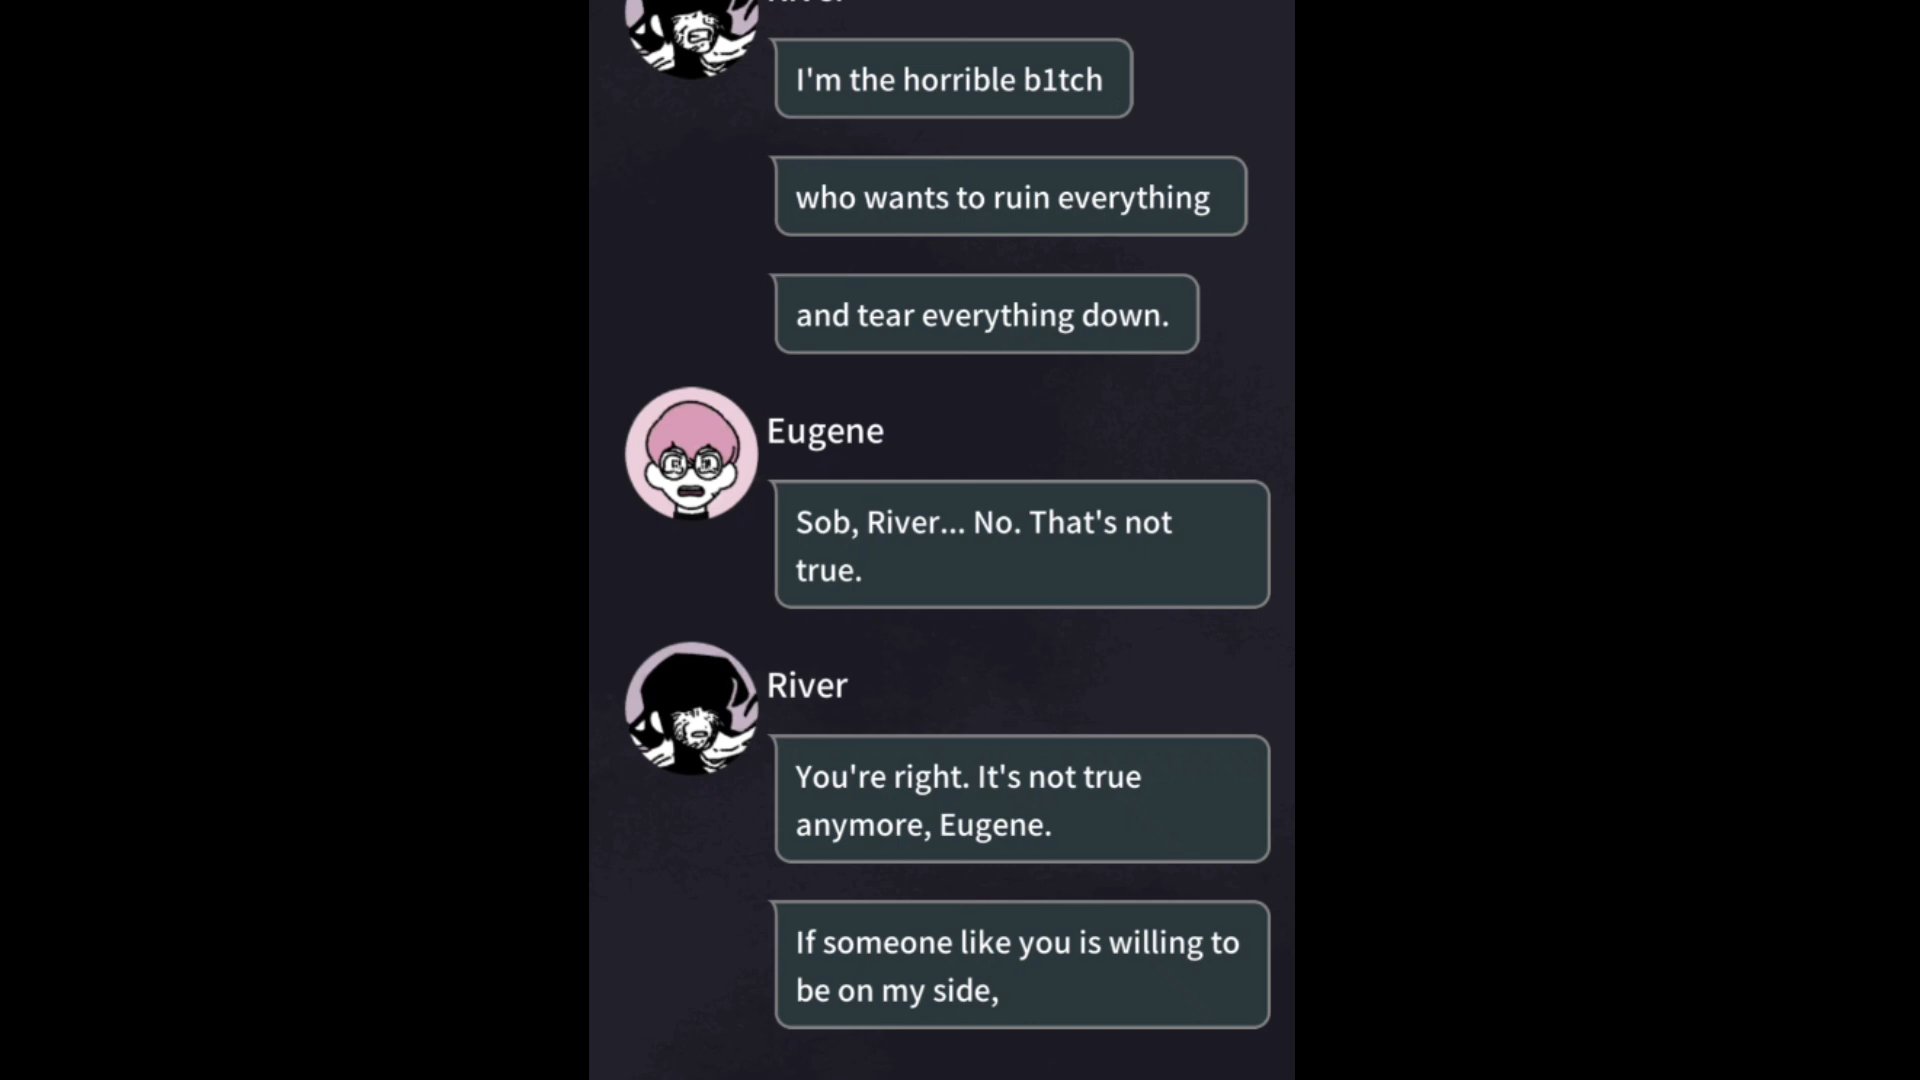 River
I'm the horrible b1tch
who wants to ruin everything
and tear everything down.
Eugene
Sob, River... No. That's not
true.
River
You're right. It's not true
anymore, Eugene.
If someone like you is willing to
be on my side,